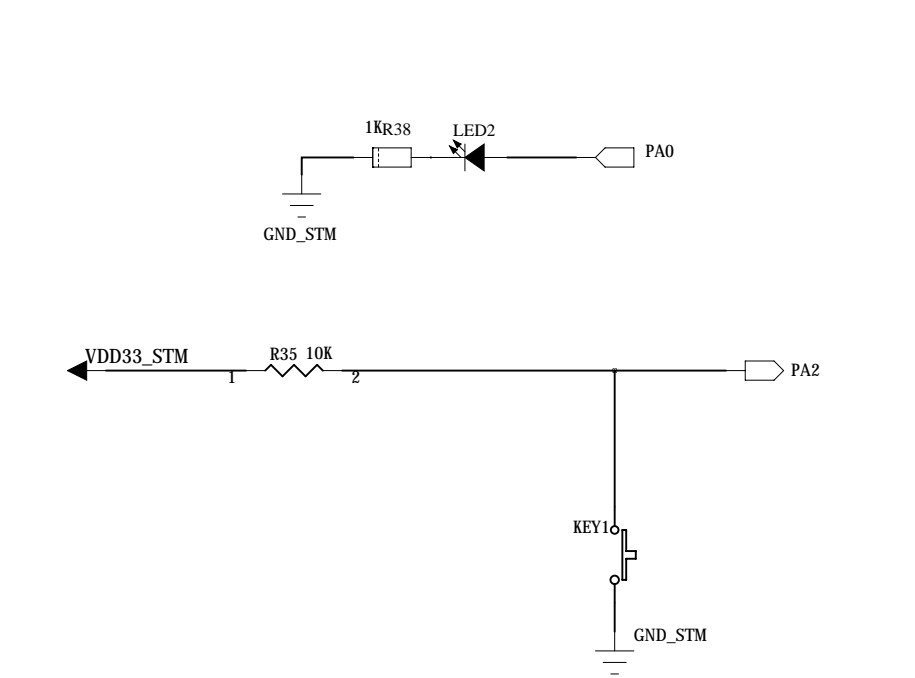 1K R38 LED2
PA0
GND_STM
VDD33_STM R35 10K
1 2 PA2
KEY1
GND_STM